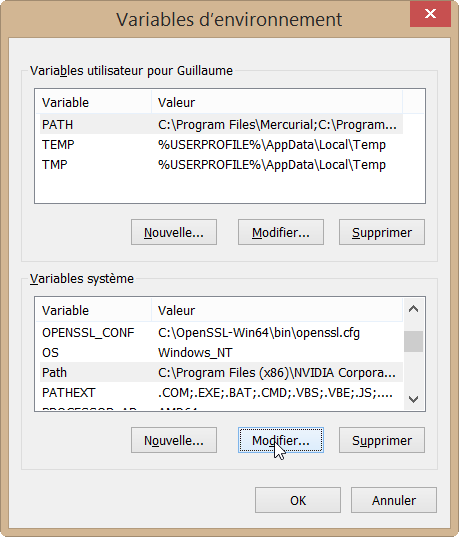 Variables d'environnement
Variables utilisateur pour Guillaume
Variable Valeur
PATH C:\Program Files\Mercurial;C:\Program...
TEMP %USERPROFILE%\AppData\Local\Temp
TMP %USERPROFILE%\AppData\Local\Temp
Nouvelle... Modifier... Supprimer
Variables système
Variable Valeur
OPENSSL_CONF C:\OpenSSL-Win64\bin\openssl.cfg
OS Windows_NT
Path C:\Program Files (x86)\NVIDIA Corpora...
PATHEXT .COM;.EXE;.BAT;.CMD;.VBS;.VBE;.JS;....
Nouvelle... Modifier... Supprimer
OK Annuler